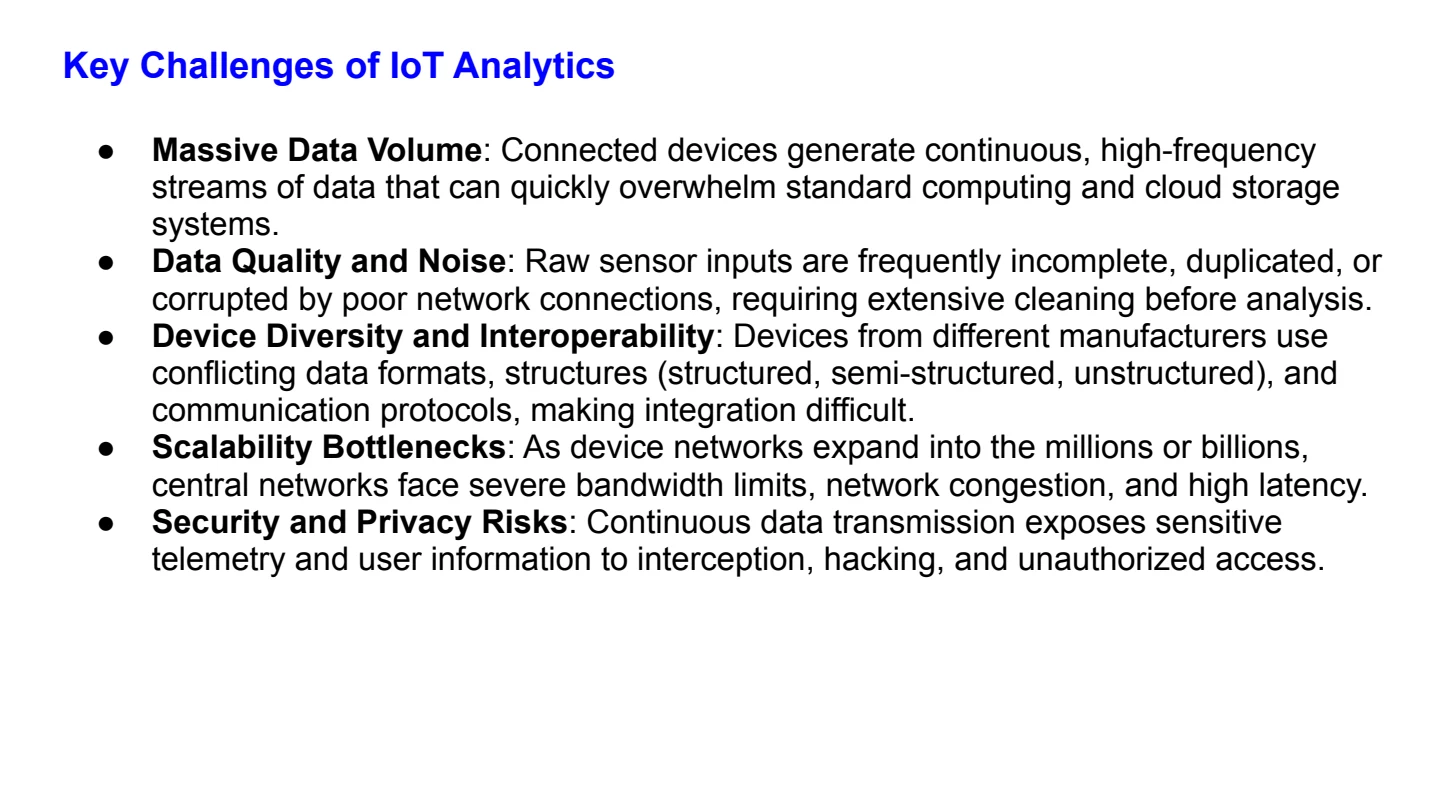 Key Challenges of IoT Analytics
● Massive Data Volume: Connected devices generate continuous, high-frequency
streams of data that can quickly overwhelm standard computing and cloud storage
systems.
● Data Quality and Noise: Raw sensor inputs are frequently incomplete, duplicated, or
corrupted by poor network connections, requiring extensive cleaning before analysis.
● Device Diversity and Interoperability: Devices from different manufacturers use
conflicting data formats, structures (structured, semi-structured, unstructured), and
communication protocols, making integration difficult.
● Scalability Bottlenecks: As device networks expand into the millions or billions,
central networks face severe bandwidth limits, network congestion, and high latency.
● Security and Privacy Risks: Continuous data transmission exposes sensitive
telemetry and user information to interception, hacking, and unauthorized access.